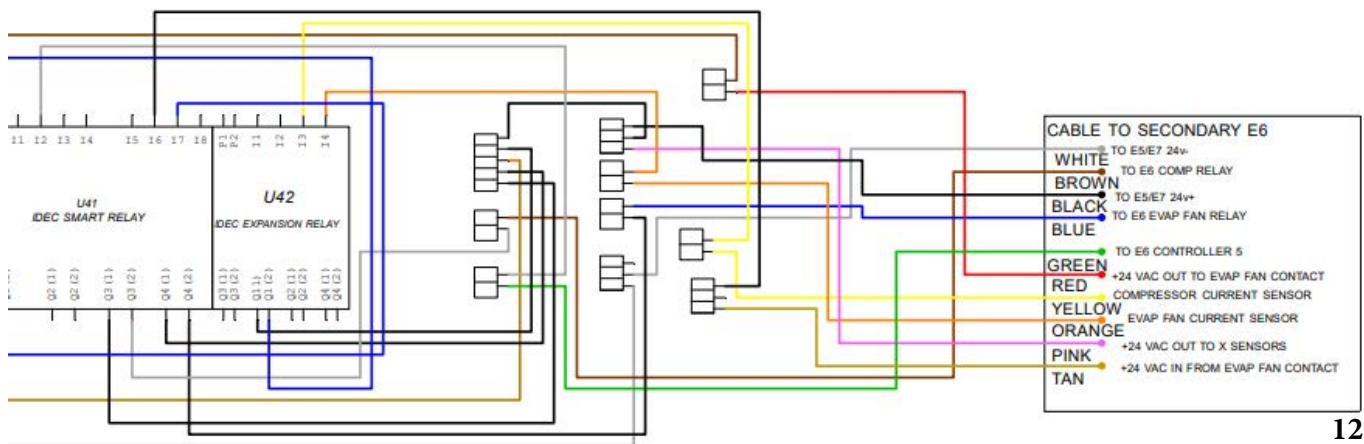 I1 I2 I3 I4 I5 I6 I7 I8 P1 P2 I1 I2 I3 I4
U41
IDEC SMART RELAY
U42
IDEC EXPANSION RELAY
Q2(1) Q2(2) Q3(1) Q3(2) Q4(1) Q4(2) Q3(1) Q3(2) Q1(1) Q1(2) Q2(1) Q2(2) Q4(1) Q4(2)
CABLE TO SECONDARY E6
TO E5/E7 24v-
WHITE
TO E6 COMP RELAY
BROWN
TO E5/E7 24v+
BLACK
TO E6 EVAP FAN RELAY
BLUE
TO E6 CONTROLLER 5
GREEN
+24 VAC OUT TO EVAP FAN CONTACT
RED
COMPRESSOR CURRENT SENSOR
YELLOW
EVAP FAN CURRENT SENSOR
ORANGE
+24 VAC OUT TO X SENSORS
PINK
+24 VAC IN FROM EVAP FAN CONTACT
TAN
12